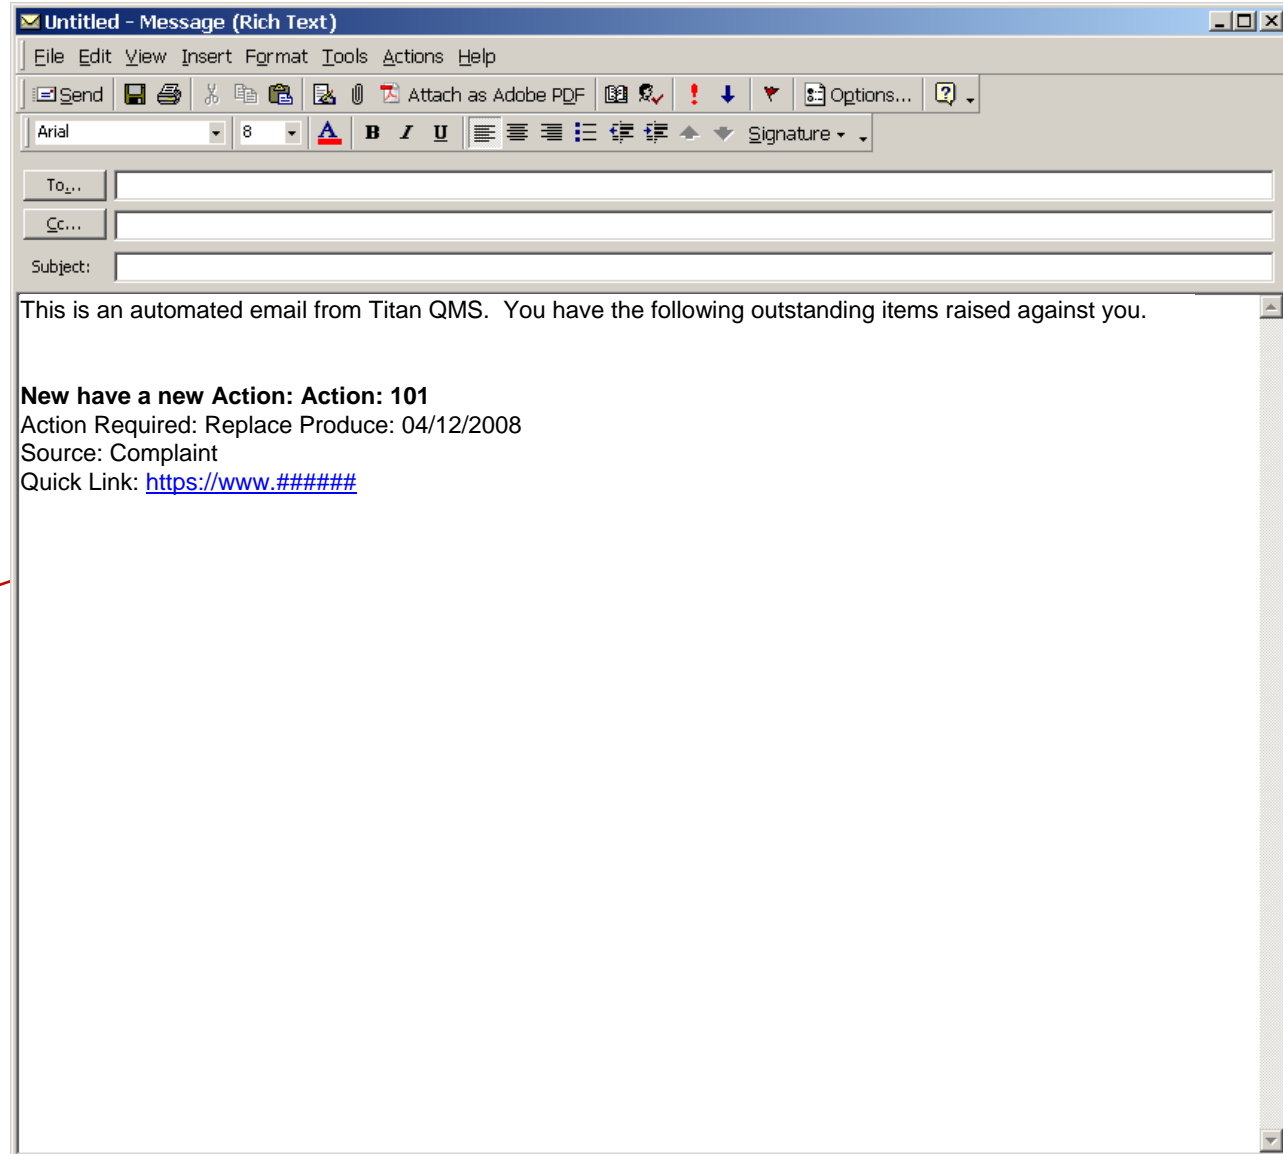 Untitled - Message (Rich Text)
File Edit View Insert Format Tools Actions Help
Send Attach as Adobe PDF Options...
Arial 8 A B I U Signature
To...
Cc...
Subject:
This is an automated email from Titan QMS. You have the following outstanding items raised against you.
New have a new Action: Action: 101
Action Required: Replace Produce: 04/12/2008
Source: Complaint
Quick Link: https://www.######